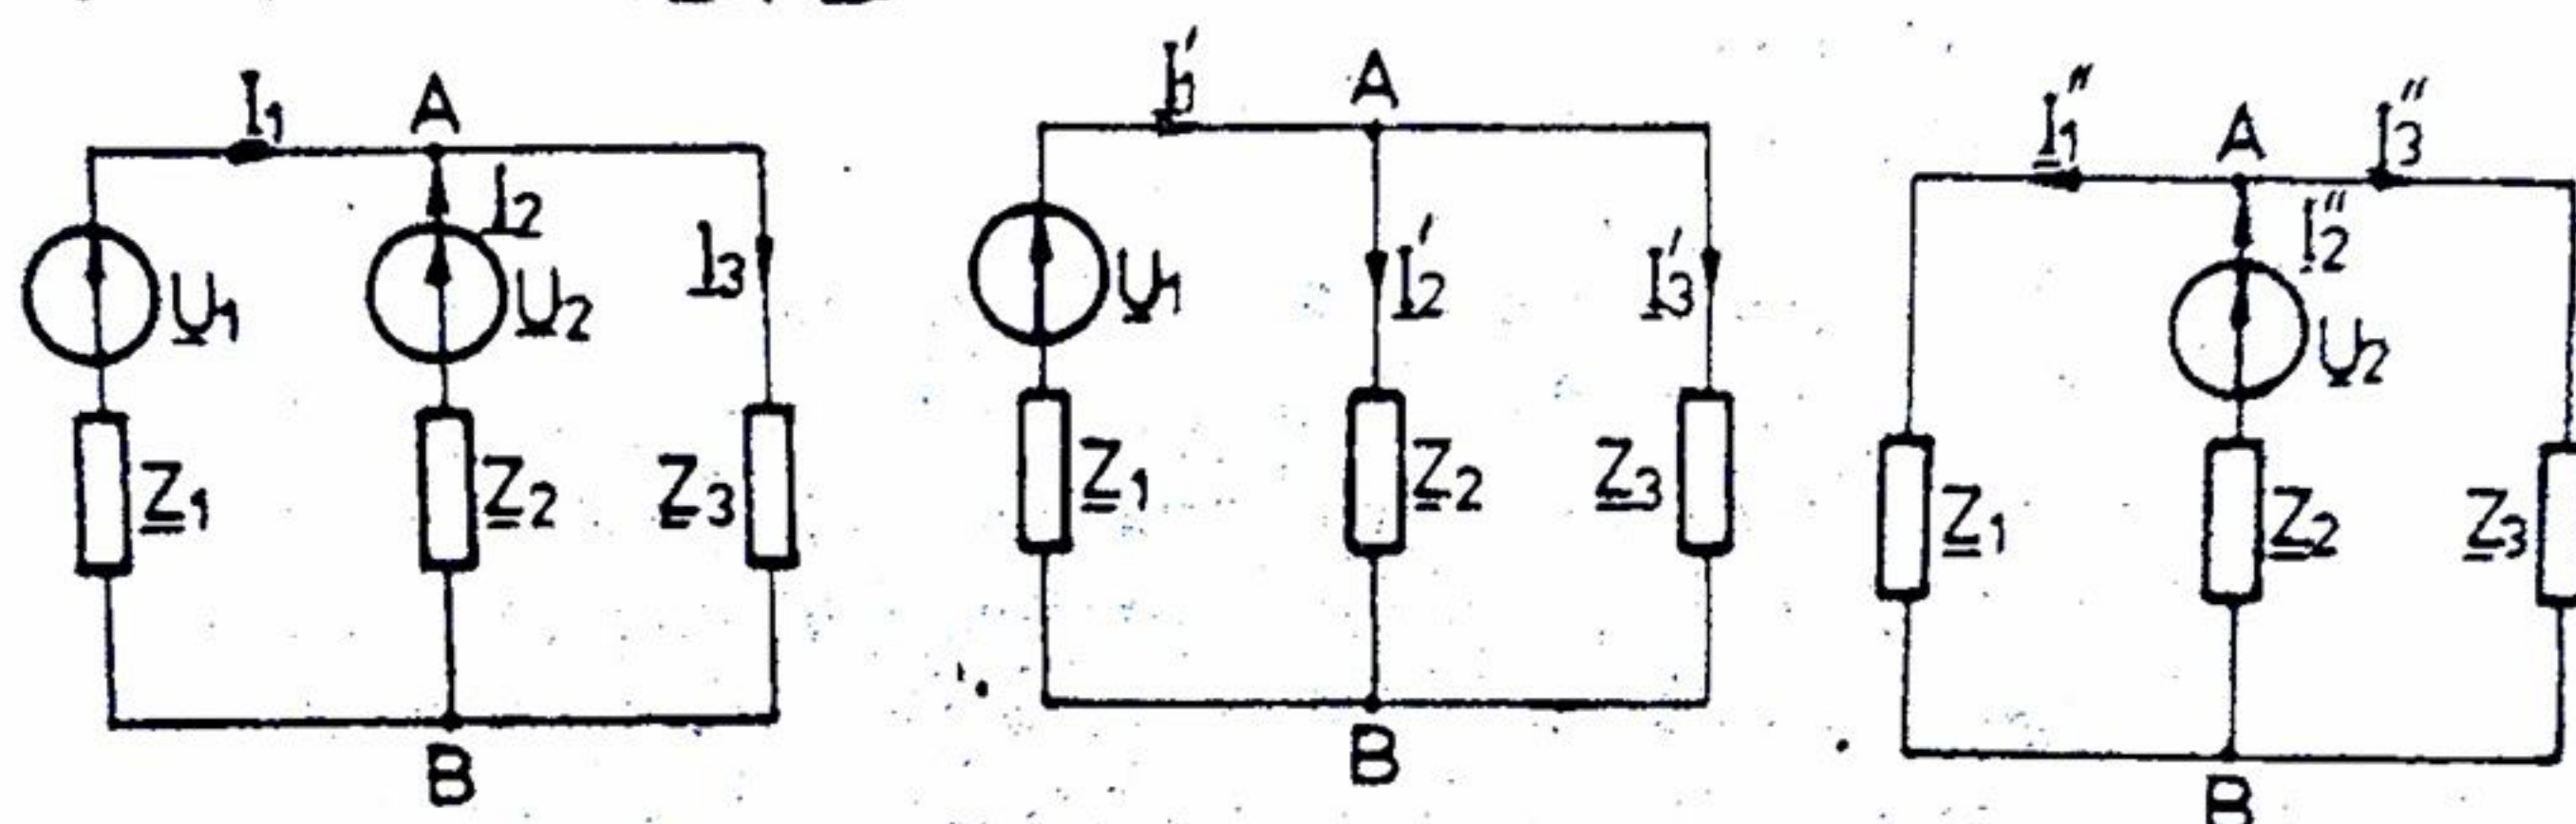 I1 A
I2
U1 U2 I3
Z1 Z2 Z3
B
I1' A
U1 I2' I3'
Z1 Z2 Z3
B
I1'' A I3''
I2''
U2
Z1 Z2 Z3
B